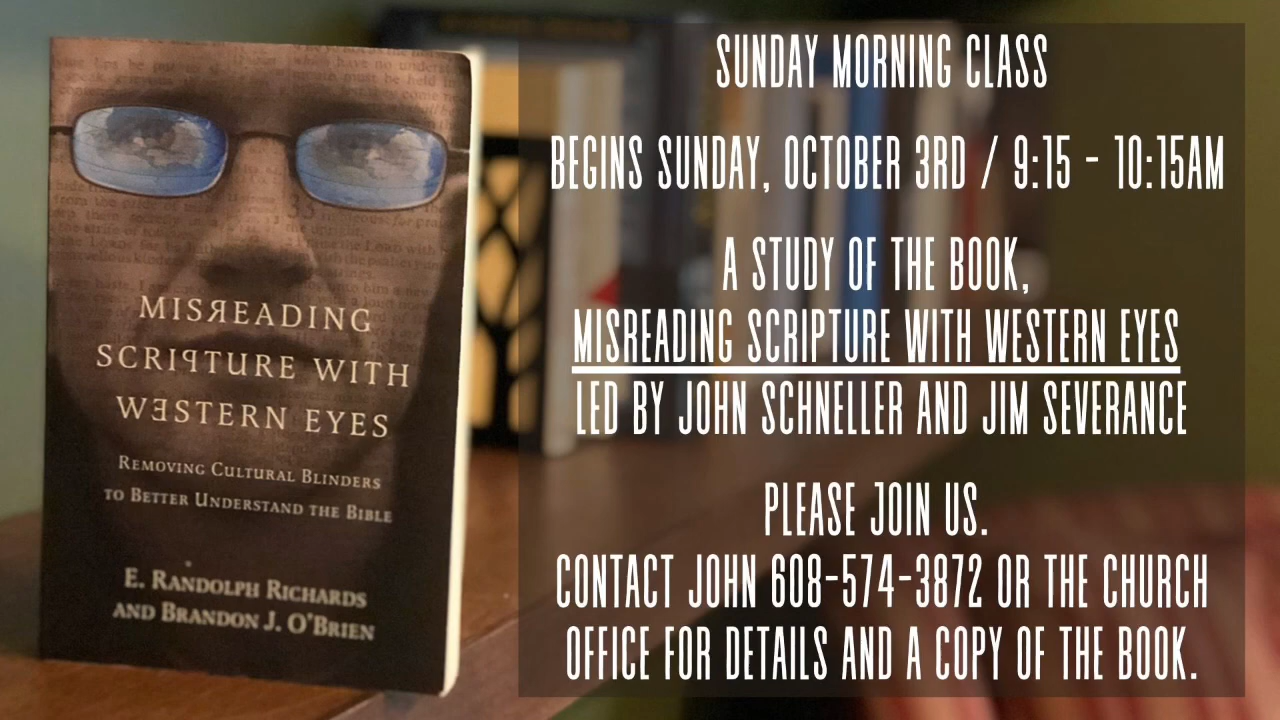 MISREADING
SCRIPTURE WITH
WESTERN EYES
REMOVING CULTURAL BLINDERS
TO BETTER UNDERSTAND THE BIBLE
E. RANDOLPH RICHARDS
AND BRANDON J. O'BRIEN
SUNDAY MORNING CLASS
BEGINS SUNDAY, OCTOBER 3RD / 9:15 - 10:15AM
A STUDY OF THE BOOK,
MISREADING SCRIPTURE WITH WESTERN EYES
LED BY JOHN SCHNELLER AND JIM SEVERANCE
PLEASE JOIN US.
CONTACT JOHN 608-574-3872 OR THE CHURCH
OFFICE FOR DETAILS AND A COPY OF THE BOOK.